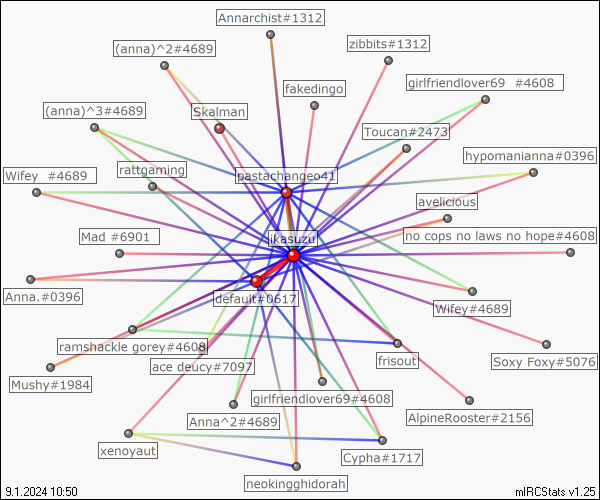 Annarchist#1312
zibbits#1312
(anna)^2#4689
girlfriendlover69 #4608
fakedingo
(anna)^3#4689
Skalman
Toucan#2473
hypomanianna#0396
rattgaming
pastachangeo41
Wifey #4689
avelicious
Mad #6901
ikasuzu
no cops no laws no hope#4608
Anna.#0396
default#0617
Wifey#4689
ramshackle gorey#4608
frisout
Soxy Foxy#5076
ace deucy#7097
Mushy#1984
girlfriendlover69#4608
Anna^2#4689
AlpineRooster#2156
xenoyaut
Cypha#1717
neokingghidorah
9.1.2024 10:50
mIRCStats v1.25